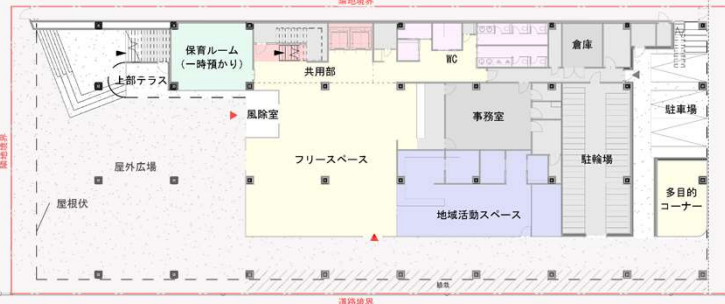 隣地境界
保育ルーム
（一時預かり）
倉庫
WC
共用部
上部テラス
風除室
事務室
駐車場
フリースペース
駐輪場
屋外広場
隣地境界
多目的
コーナー
屋根伏
地域活動スペース
道路境界